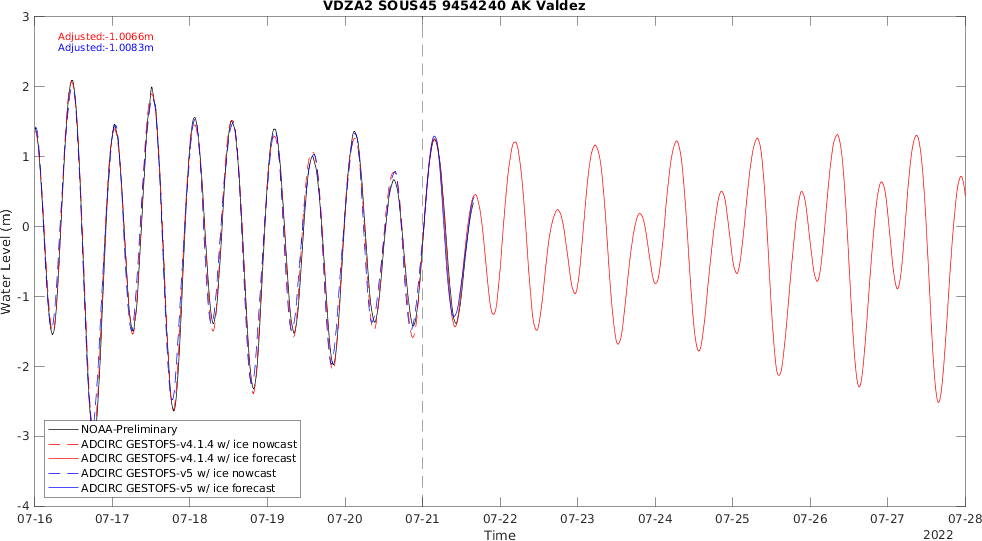 VDZA2 SOUS45 9454240 AK Valdez
Adjusted:-1.0066m
Adjusted:-1.0083m
Water Level (m)
3
2
1
0
-1
-2
-3
-4
NOAA-Preliminary
ADCIRC GESTOFS-v4.1.4 w/ ice nowcast
ADCIRC GESTOFS-v4.1.4 w/ ice forecast
ADCIRC GESTOFS-v5 w/ ice nowcast
ADCIRC GESTOFS-v5 w/ ice forecast
07-16 07-17 07-18 07-19 07-20 07-21 07-22 07-23 07-24 07-25 07-26 07-27 07-28
Time
2022